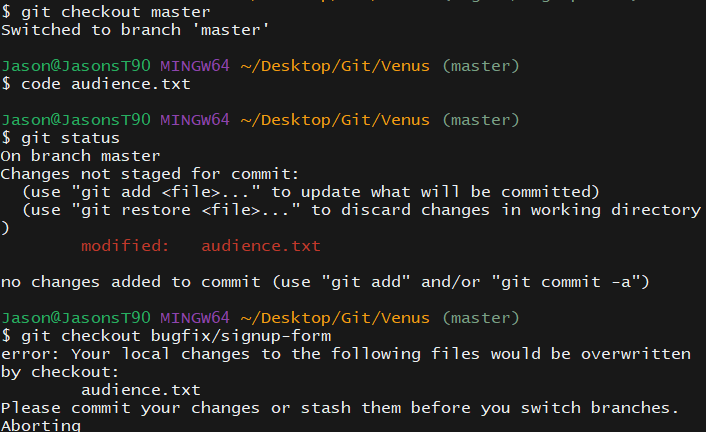 $ git checkout master
Switched to branch 'master'
Jason@JasonsT90 MINGW64 ~/Desktop/Git/Venus (master)
$ code audience.txt
Jason@JasonsT90 MINGW64 ~/Desktop/Git/Venus (master)
$ git status
On branch master
Changes not staged for commit:
  (use "git add <file>..." to update what will be committed)
  (use "git restore <file>..." to discard changes in working directory
)
        modified:   audience.txt
no changes added to commit (use "git add" and/or "git commit -a")
Jason@JasonsT90 MINGW64 ~/Desktop/Git/Venus (master)
$ git checkout bugfix/signup-form
error: Your local changes to the following files would be overwritten
by checkout:
        audience.txt
Please commit your changes or stash them before you switch branches.
Aborting